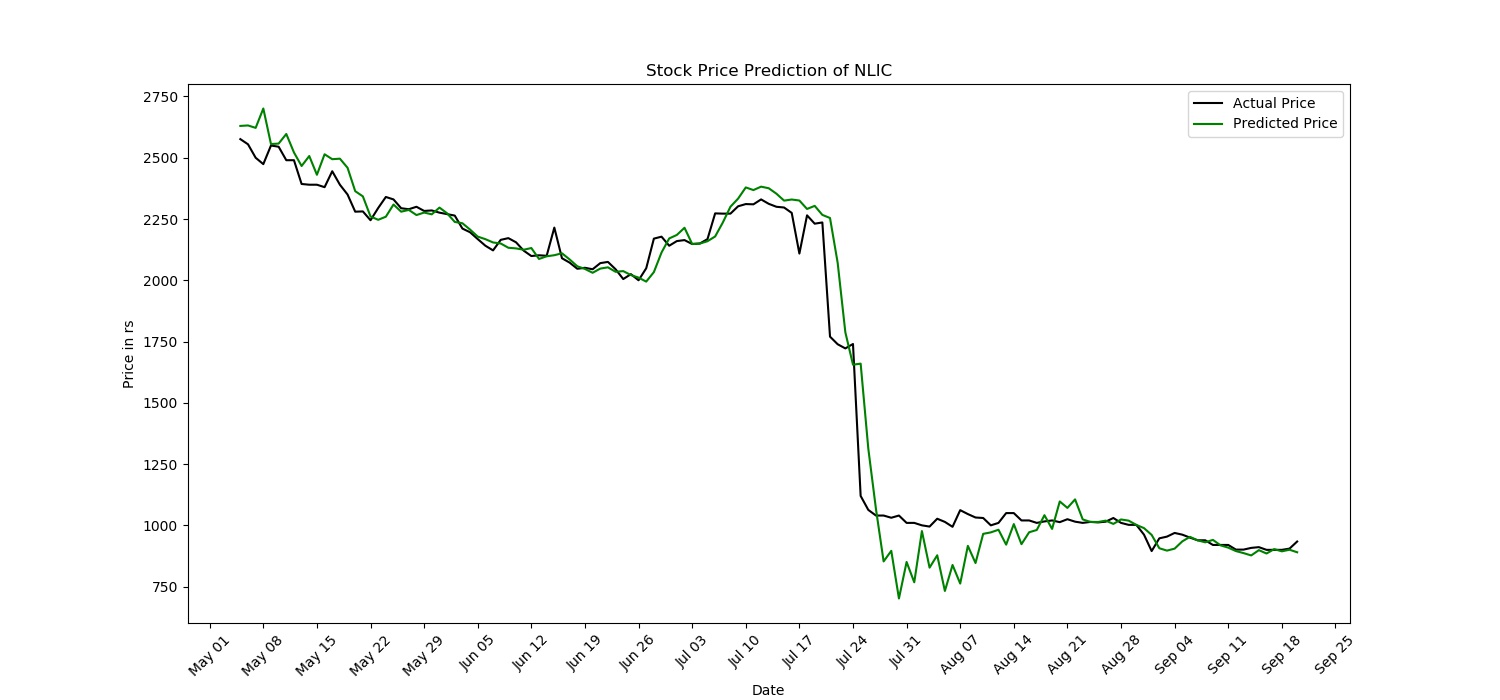 Stock Price Prediction of NLIC
Actual Price
Predicted Price
Price in rs
2750
2500
2250
2000
1750
1500
1250
1000
750
May 01
May 08
May 15
May 22
May 29
Jun 05
Jun 12
Jun 19
Jun 26
Jul 03
Jul 10
Jul 17
Jul 24
Jul 31
Aug 07
Aug 14
Aug 21
Aug 28
Sep 04
Sep 11
Sep 18
Sep 25
Date